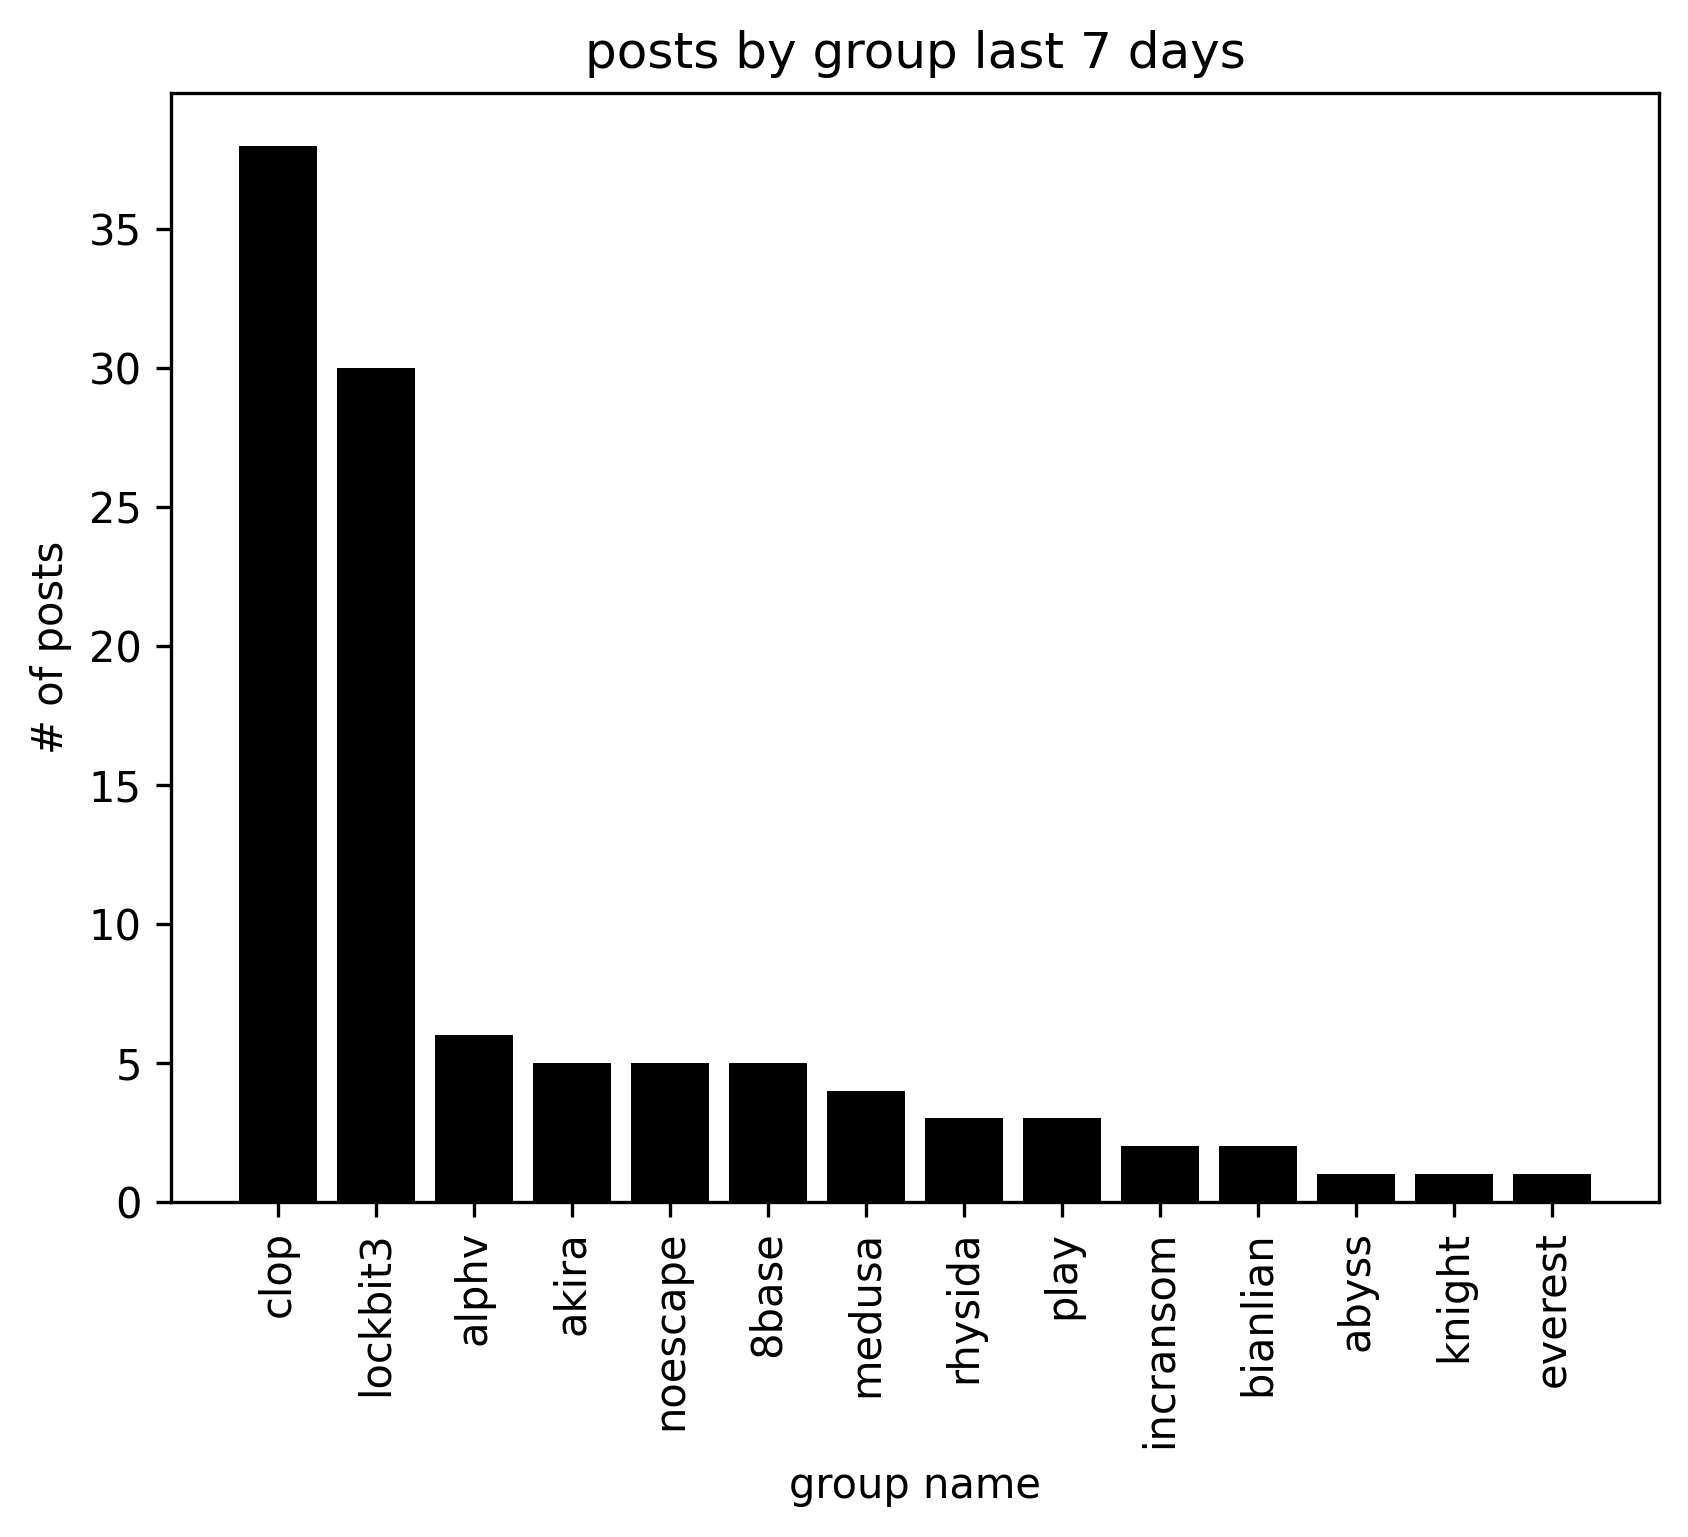 posts by group last 7 days
# of posts
35
30
25
20
15
10
5
0
clop
lockbit3
alphv
akira
noescape
8base
medusa
rhysida
play
incransom
bianlian
abyss
knight
everest
group name